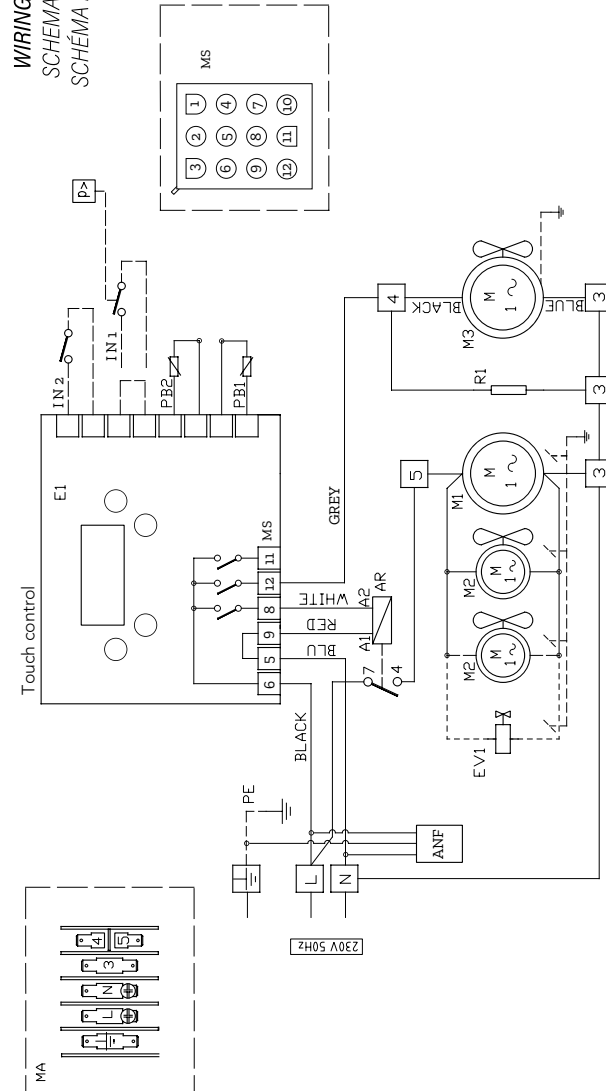 WIRING
SCHEMA
SCHÉMA
MS
3 2 1
6 5 4
9 8 7
12 11 10
p>
IN2
IN1
PB2
PB1
Touch control
E1
MS
6 5 9 8 12 11
BLACK
BLU
RED
WHITE
GREY
A1 A2
AR
7
4
PE
L
N
ANF
230V 50Hz
5
4
BLACK
BLUE
M3
M
1~
R1
M1
M
1~
M2
M
1~
M2
M
1~
EV1
3
3
3
MA
L
N
3
4
5